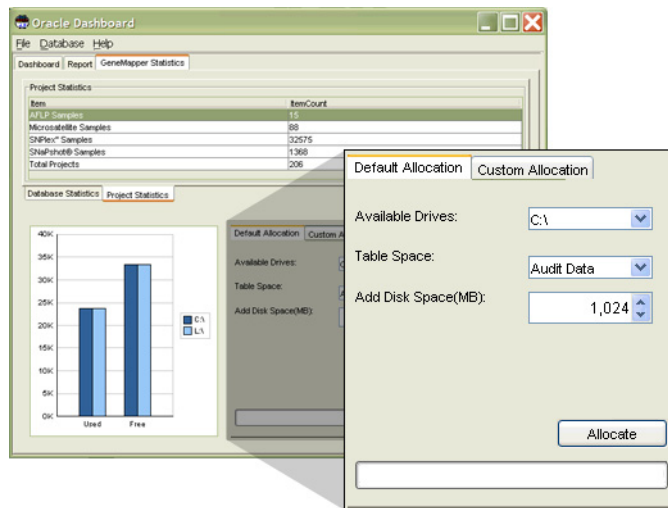 Oracle Dashboard
File Database Help
Dashboard Report GeneMapper Statistics
Project Statistics
Item ItemCount
AFLP Samples 15
Microsatellite Samples 88
SNPlex™ Samples 32575
SNaPshot® Samples 1368
Total Projects 206
Database Statistics Project Statistics
40K
35K
30K
25K
20K
15K
10K
5K
0K
Used Free
C:\
L:\
Default Allocation Custom A
Available Drives:
Table Space:
Add Disk Space(MB):
Default Allocation Custom Allocation
Available Drives: C:\
Table Space: Audit Data
Add Disk Space(MB): 1,024
Allocate